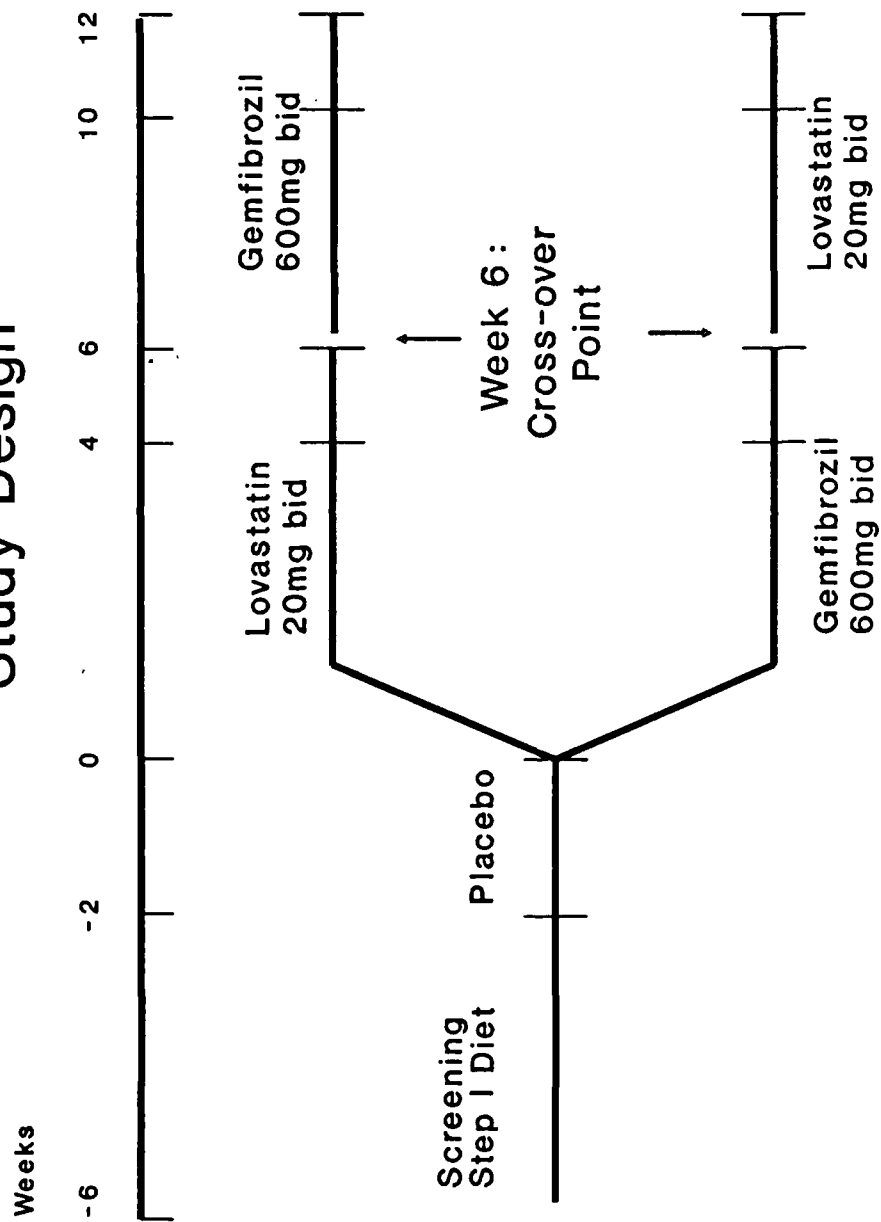 Study Design
Weeks
-6 -2 0 4 6 10 12
Lovastatin
20mg bid
Gemfibrozil
600mg bid
Screening
Step I Diet
Placebo
Week 6:
Cross-over
Point
Gemfibrozil
600mg bid
Lovastatin
20mg bid